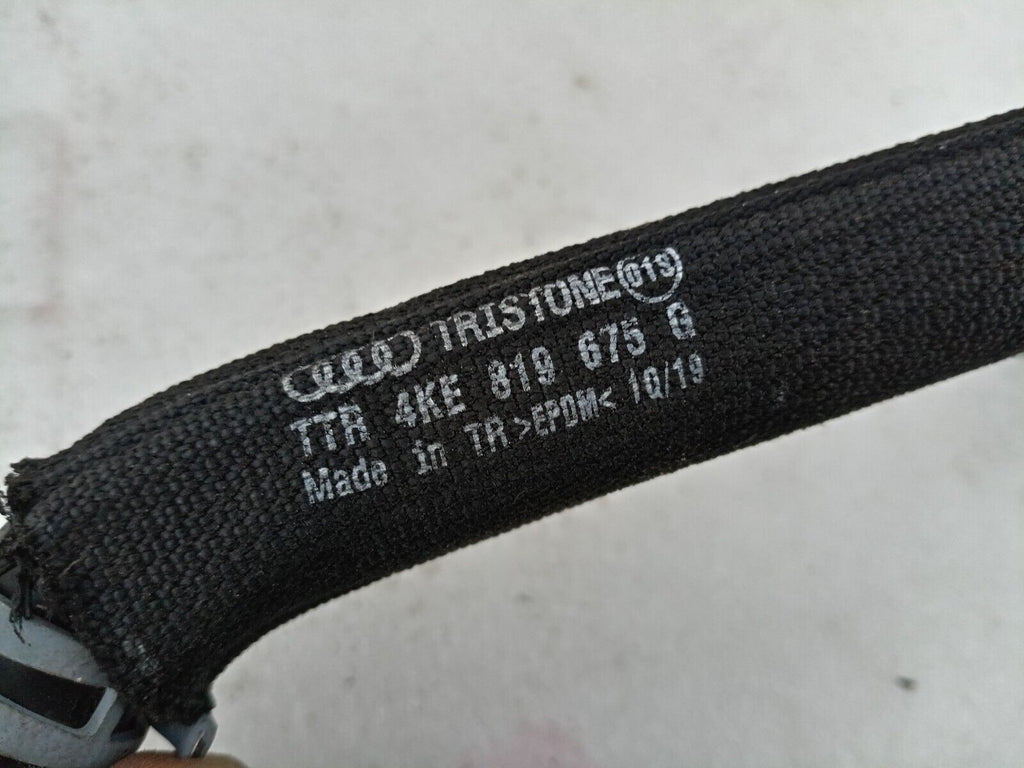 TRISTONE 019
TTR 4KE 819 675 G
Made in TR >EPDM< 10/19